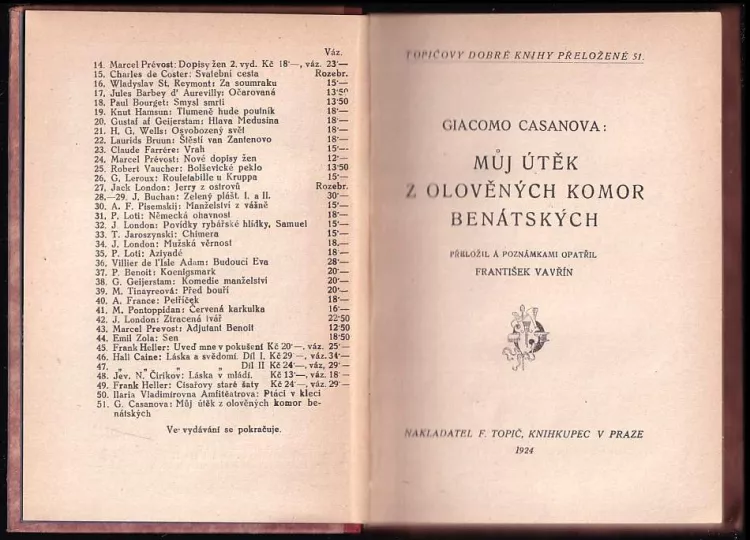 Váz.
14. Marcel Prévost: Dopisy žen 2. vyd. Kč 18·—, váz. 23·—
15. Charles de Coster: Svatební cesta Rozebr.
16. Wladyslav St. Reymont: Za soumraku 15·—
17. Jules Barbey d' Aurevilly: Očarovaná 13·50
18. Paul Bourget: Smysl smrti 13·50
19. Knut Hamsun: Tlumeně hude poutník 18·—
20. Gustaf af Geijerstam: Hlava Medusina 18·—
21. H. G. Wells: Osvobozený svět 18·—
22. Laurids Bruun: Štěstí van Zantenovo 18·—
23. Claude Farrére: Vrah 15·—
24. Marcel Prévost: Nové dopisy žen 12·—
25. Robert Vaucher: Bolševické peklo 13·50
26. G. Leroux: Rouletabille u Kruppa 15·—
27. Jack London: Jerry z ostrovů Rozebr.
28.,—29. J. Buchan: Zelený plášť. I. a II. 30·—
30. A. F. Pisemskij: Manželství z vážně 15·—
31. P. Loti: Německá ohavnost 18·—
32. J. London: Povídky rybářské hlídky, Samuel 15·—
33. T. Jaroszynski: Chiméra 15·—
34. J. London: Mužská věrnost 18.—
35. P. Loti: Aziyadé 18·—
36. Villier de l'Isle Adam: Budoucí Eva 28·—
37. P. Benoit: Koenigsmark 20·—
38. G. Geijerstam: Komedie manželství 20·—
39. M. Tinayreová: Před bouří 20·—
40. A. France: Petříček 18·—
41. M. Pontoppidan: Červená karkulka 16·—
42. J. London: Ztracená tvář 22·50
43. Marcel Prevost: Adjutant Benoit 12·50
44. Emil Zola: Sen 18·50
45. Frank Heller: Uveď mne v pokušení Kč 20·—, váz. 25·—
46. Hall Caine: Láska a svědomí. Díl I. Kč 29·—, váz. 34·—
47. „ „ „ „ Díl II Kč 24·—, váz. 29·—
48. Jev. N. Čirikov: Láska v mládí. Kč 13·—, váz. 18·—
49. Frank Heller: Císařovy staré šaty Kč 24·—, váz. 29·—
50. Ilaria Vladimírovna Amfitěatrova: Ptáci v kleci
51. G. Casanova: Můj útěk z olověných komor be-
nátských
Ve vydávání se pokračuje.
TOPIČOVY DOBRÉ KNIHY PŘELOŽENÉ 51.
GIACOMO CASANOVA:
MŮJ ÚTĚK
Z OLOVĚNÝCH KOMOR
BENÁTSKÝCH
PŘELOŽIL A POZNÁMKAMI OPATŘIL
FRANTIŠEK VAVŘÍN
NAKLADATEL F. TOPIČ, KNIHKUPEC V PRAZE
1924